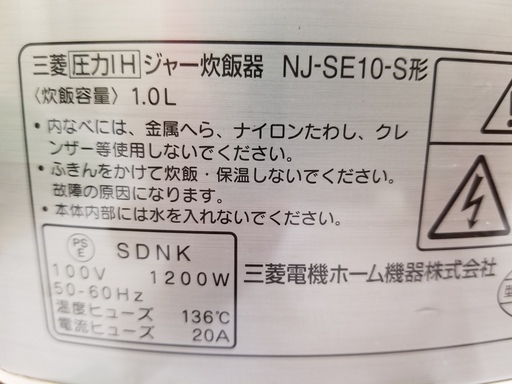 三菱 圧力IH ジャー炊飯器 NJ-SE10-S形
〈炊飯容量〉1.0L
・内なべには、金属へら、ナイロンたわし、クレ
ンザー等使用しないでください。
・ふきんをかけて炊飯・保温しないでください。
故障の原因になります。
・本体内部には水を入れないでください。
PS
E
SDNK
100V 1200W
50-60Hz
温度ヒューズ 136℃
電流ヒューズ 20A
三菱電機ホーム機器株式会社